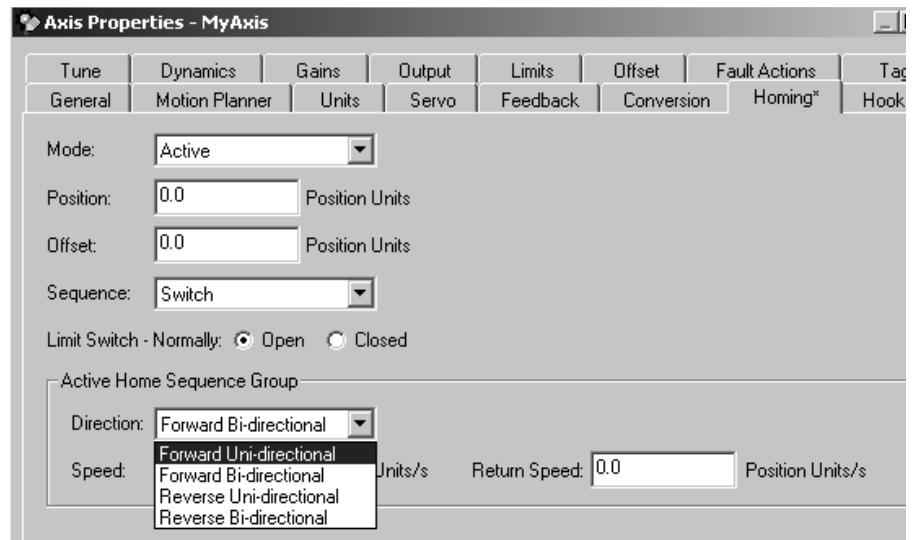 Axis Properties - MyAxis
Tune Dynamics Gains Output Limits Offset Fault Actions
General Motion Planner Units Servo Feedback Conversion Homing* Hook
Mode: Active
Position: 0.0 Position Units
Offset: 0.0 Position Units
Sequence: Switch
Limit Switch - Normally: Open Closed
Active Home Sequence Group
Direction: Forward Bi-directional
Forward Uni-directional
Speed: Forward Bi-directional Units/s Return Speed: 0.0 Position Units/s
Reverse Uni-directional
Reverse Bi-directional